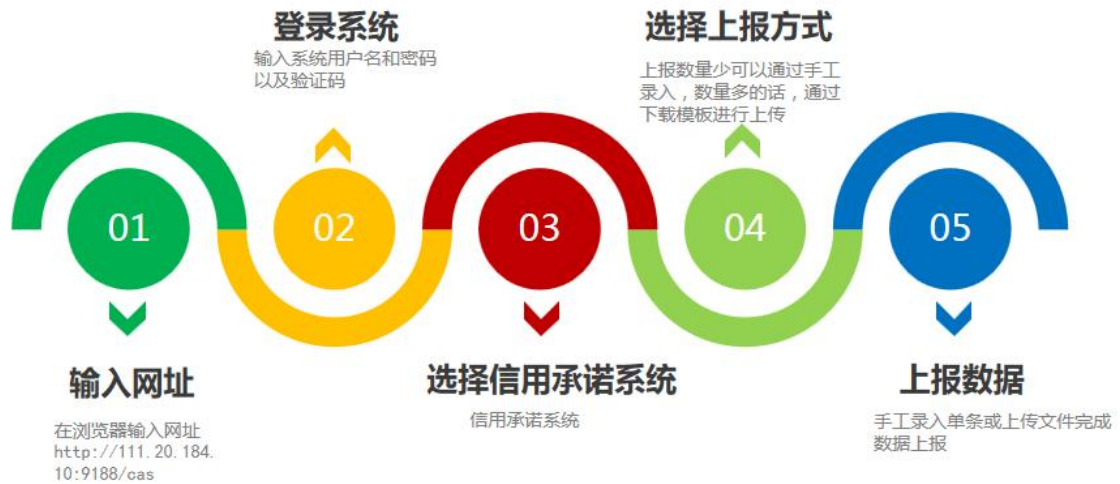 登录系统
输入系统用户名和密码
以及验证码
选择上报方式
上报数量少可以通过手工
录入，数量多的话，通过
下载模板进行上传
01
02
03
04
05
输入网址
在浏览器输入网址
http://111.20.184.
10:9188/cas
选择信用承诺系统
信用承诺系统
上报数据
手工录入单条或上传文件完成
数据上报